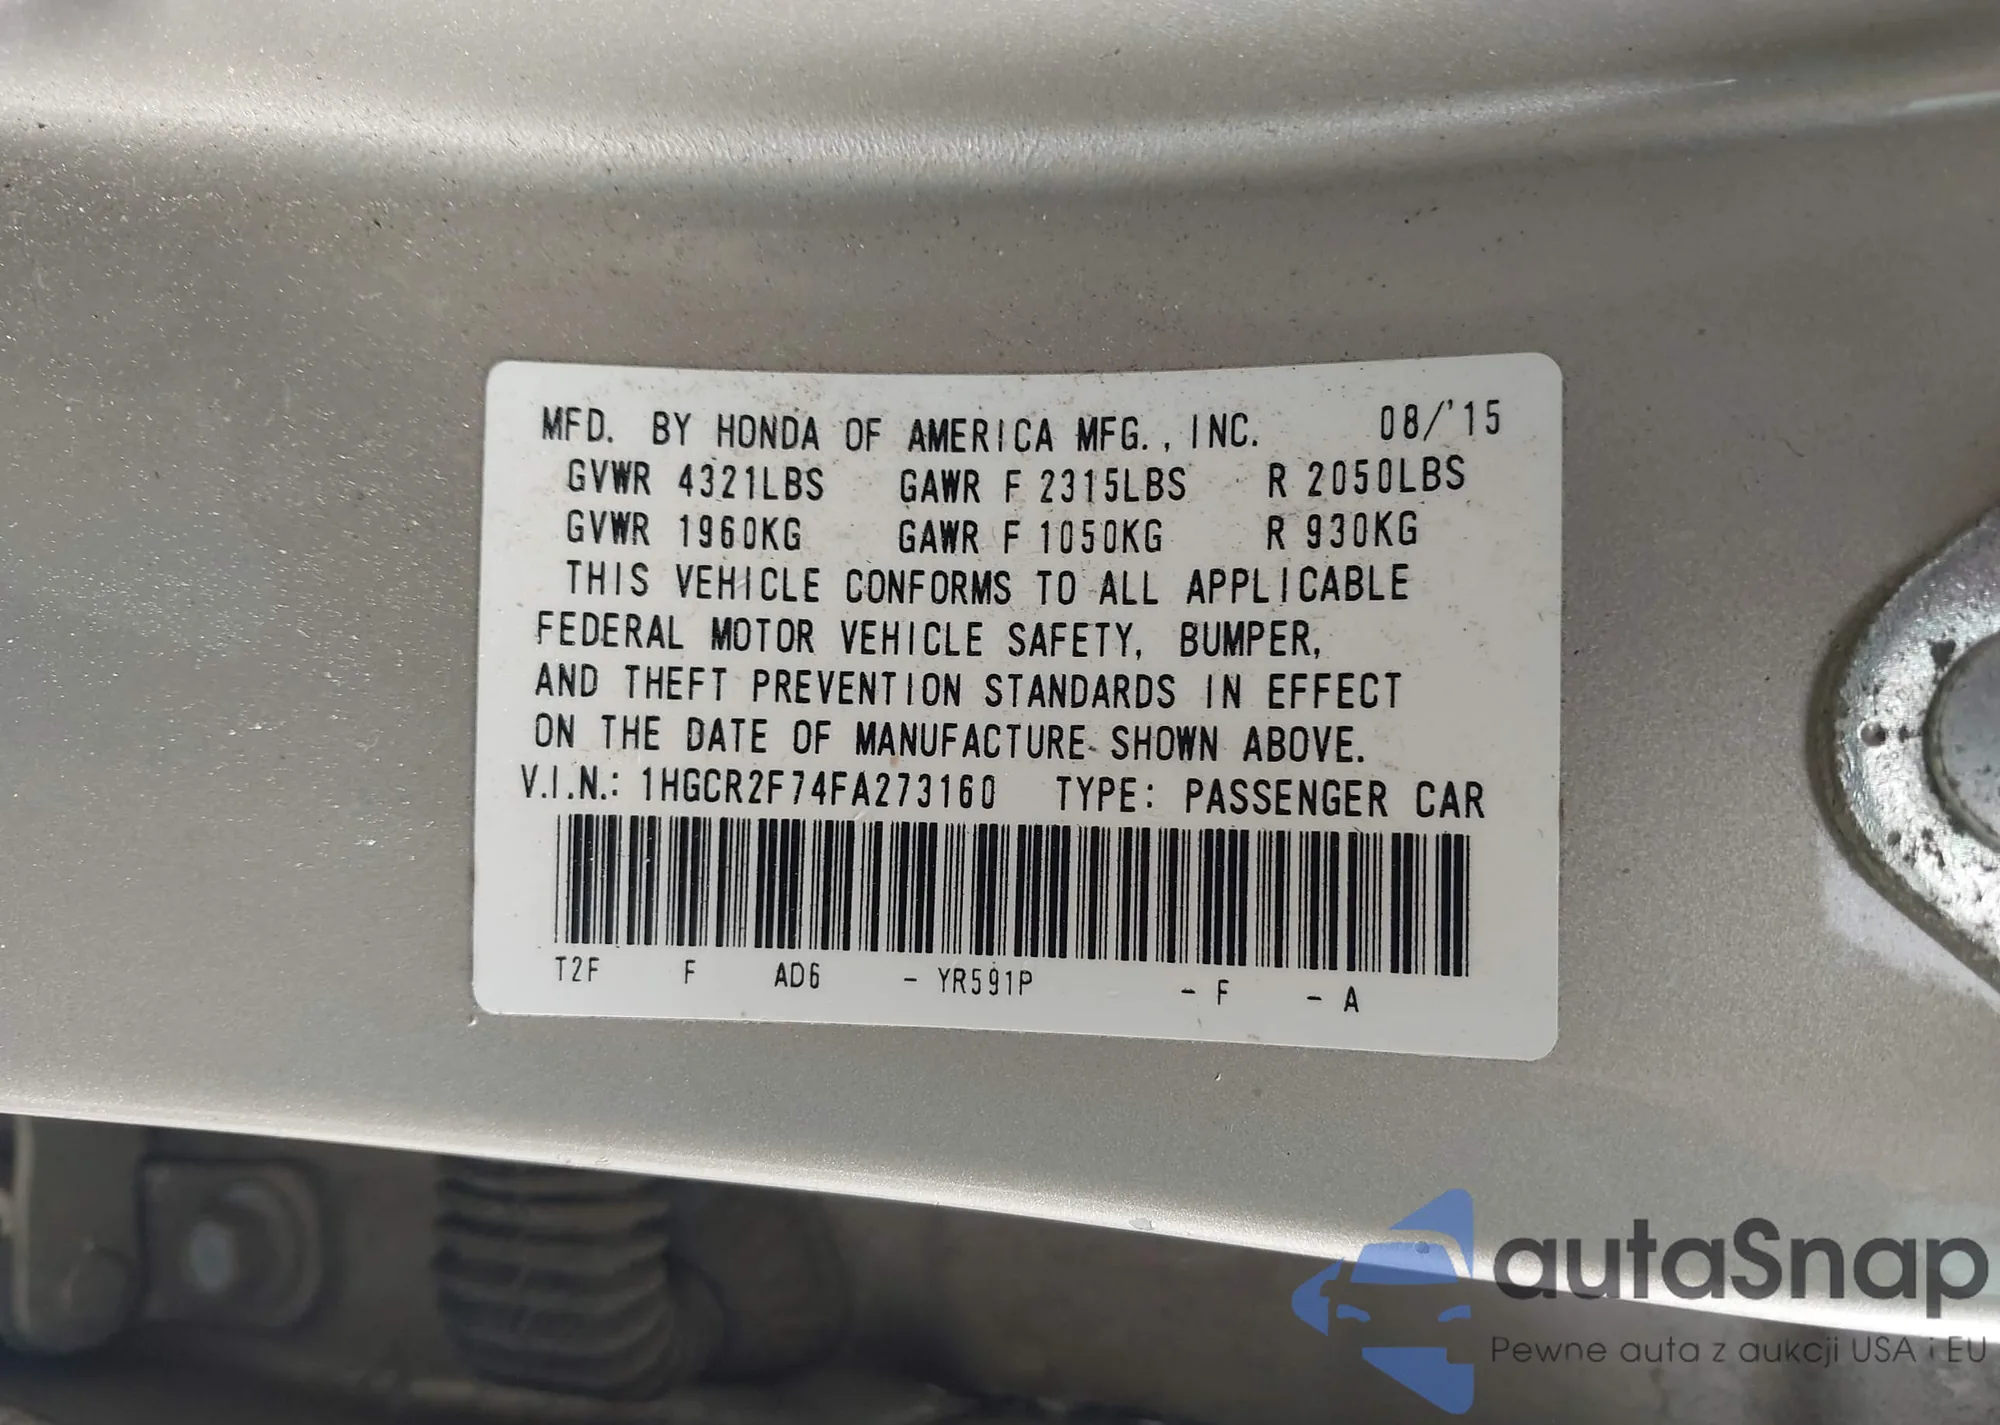 MFD. BY HONDA OF AMERICA MFG., INC. 08/'15
GVWR 4321LBS GAWR F 2315LBS R 2050LBS
GVWR 1960KG GAWR F 1050KG R 930KG
THIS VEHICLE CONFORMS TO ALL APPLICABLE
FEDERAL MOTOR VEHICLE SAFETY, BUMPER,
AND THEFT PREVENTION STANDARDS IN EFFECT
ON THE DATE OF MANUFACTURE SHOWN ABOVE.
V.I.N.: 1HGCR2F74FA273160 TYPE: PASSENGER CAR
T2F F AD6 - YR591P - F - A
autaSnap
Pewne auta z aukcji USA i EU